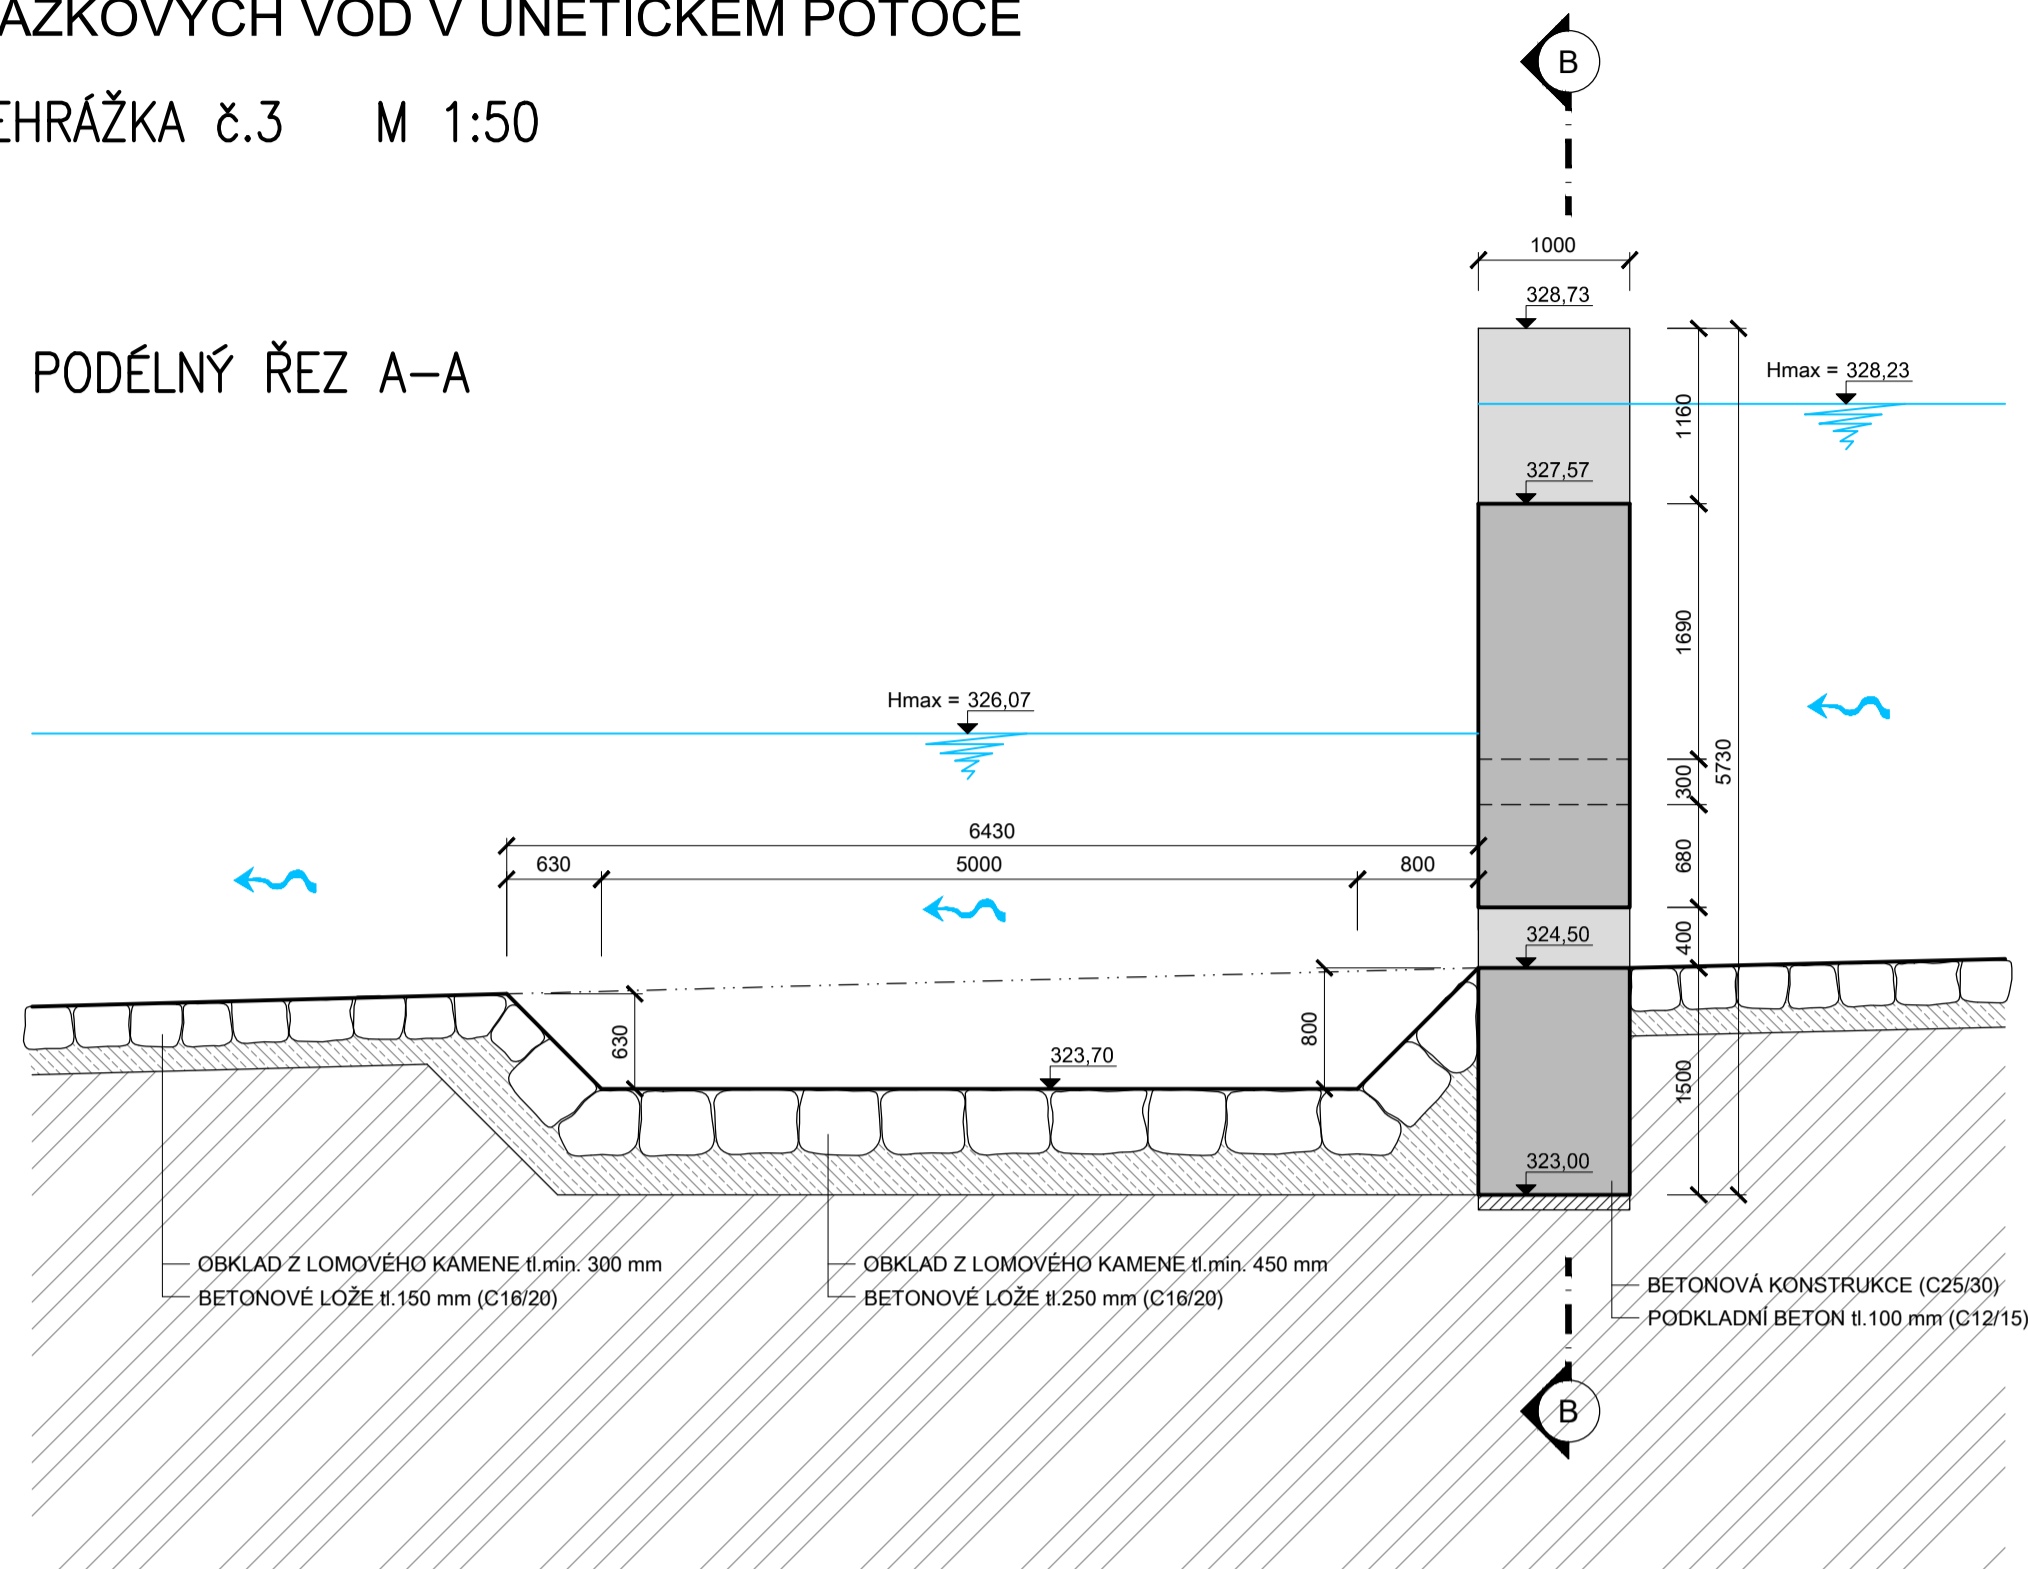 ÁZKOVÝCH VOD V ÚNĚTICKÉM POTOCE
EHRÁŽKA č.3 M 1:50
PODÉLNÝ ŘEZ A-A
B
1000
328,73
Hmax = 328,23
1160
327,57
1690
Hmax = 326,07
5730
300
6430
630
5000
800
680
324,50
400
630
800
323,70
1500
323,00
OBKLAD Z LOMOVÉHO KAMENE tl.min. 300 mm
BETONOVÉ LOŽE tl.150 mm (C16/20)
OBKLAD Z LOMOVÉHO KAMENE tl.min. 450 mm
BETONOVÉ LOŽE tl.250 mm (C16/20)
BETONOVÁ KONSTRUKCE (C25/30)
PODKLADNÍ BETON tl.100 mm (C12/15)
B